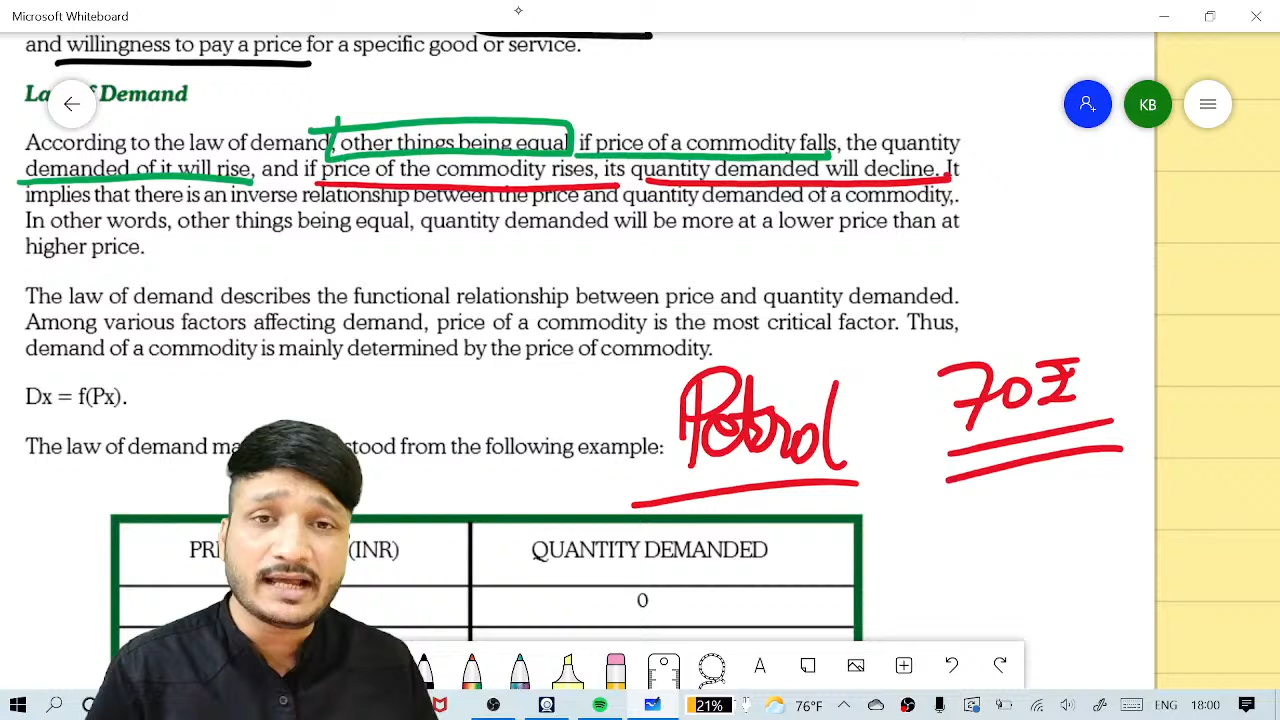 Microsoft Whiteboard
and willingness to pay a price for a specific good or service.
La of Demand
KB
According to the law of demand, other things being equal if price of a commodity falls, the quantity
demanded of it will rise, and if price of the commodity rises, its quantity demanded will decline. It
implies that there is an inverse relationship between the price and quantity demanded of a commodity,.
In other words, other things being equal, quantity demanded will be more at a lower price than at
higher price.
The law of demand describes the functional relationship between price and quantity demanded.
Among various factors affecting demand, price of a commodity is the most critical factor. Thus,
demand of a commodity is mainly determined by the price of commodity.
Petrol 70₹
Dx = f(Px).
The law of demand ma stood from the following example:
PRI (INR) QUANTITY DEMANDED
0
21% 76°F ENG 18:00